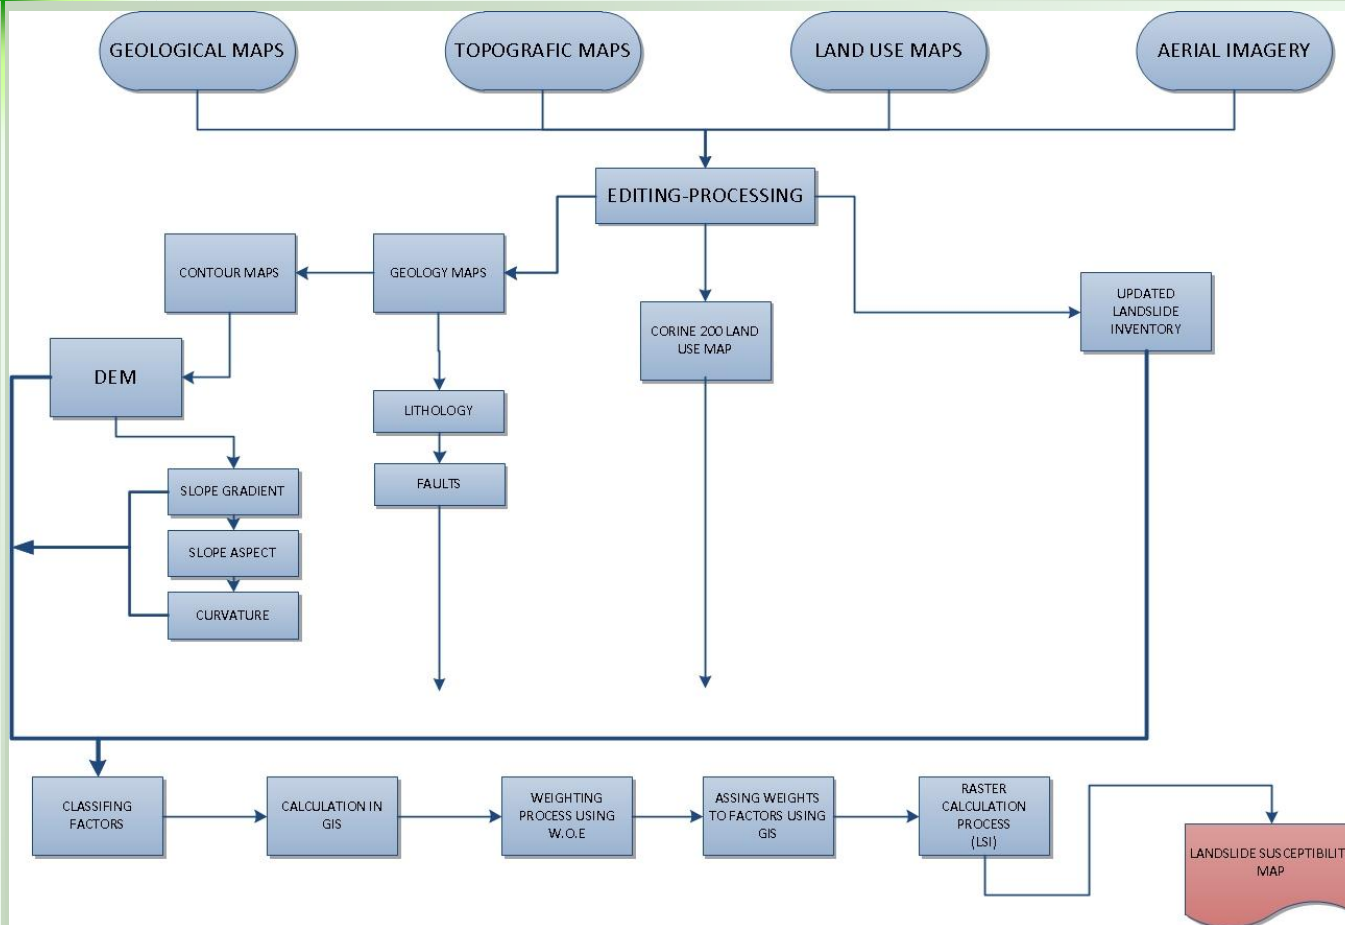 GEOLOGICAL MAPS
TOPOGRAFIC MAPS
LAND USE MAPS
AERIAL IMAGERY
EDITING-PROCESSING
CONTOUR MAPS
GEOLOGY MAPS
UPDATED
LANDSLIDE
INVENTORY
CORINE 200 LAND
USE MAP
DEM
LITHOLOGY
SLOPE GRADIENT
FAULTS
SLOPE ASPECT
CURVATURE
CLASSIFING
FACTORS
CALCULATION IN
GIS
WEIGHTING
PROCESS USING
W.O.E
ASSING WEIGHTS
TO FACTORS USING
GIS
RASTER
CALCULATION
PROCESS
(LSI)
LANDSLIDE SUSCEPTIBILIT
MAP